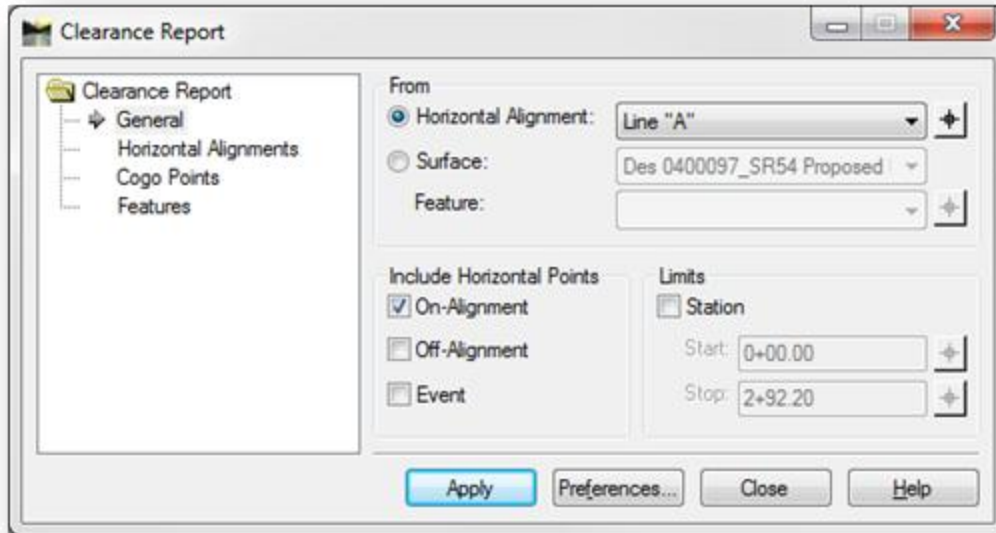 Clearance Report
Clearance Report
General
Horizontal Alignments
Cogo Points
Features
From
Horizontal Alignment: Line "A"
Surface: Des 0400097_SR54 Proposed
Feature:
Include Horizontal Points
On-Alignment
Off-Alignment
Event
Limits
Station
Start: 0+00.00
Stop: 2+92.20
Apply Preferences... Close Help